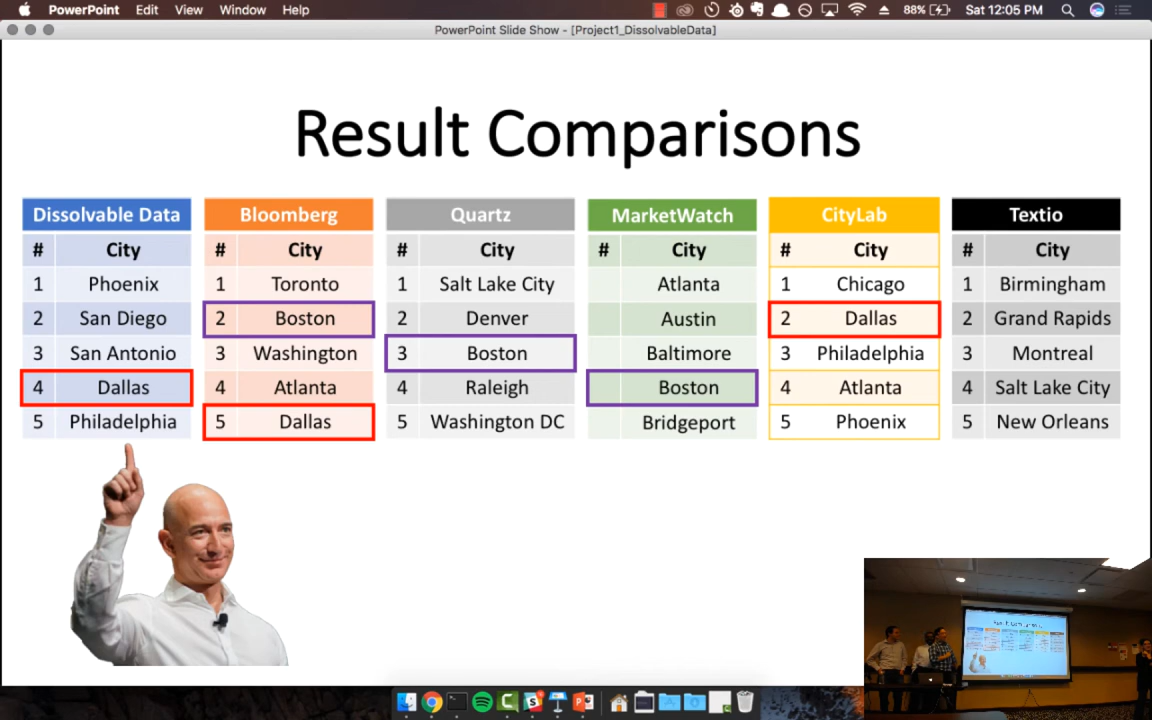 PowerPoint Edit View Window Help 88% Sat 12:05 PM
PowerPoint Slide Show - [Project1_DissolvableData]
Result Comparisons
Dissolvable Data Bloomberg Quartz MarketWatch CityLab Textio
# City # City # City # City # City # City
1 Phoenix 1 Toronto 1 Salt Lake City Atlanta 1 Chicago 1 Birmingham
2 San Diego 2 Boston 2 Denver Austin 2 Dallas 2 Grand Rapids
3 San Antonio 3 Washington 3 Boston Baltimore 3 Philadelphia 3 Montreal
4 Dallas 4 Atlanta 4 Raleigh Boston 4 Atlanta 4 Salt Lake City
5 Philadelphia 5 Dallas 5 Washington DC Bridgeport 5 Phoenix 5 New Orleans
Result Comparisons